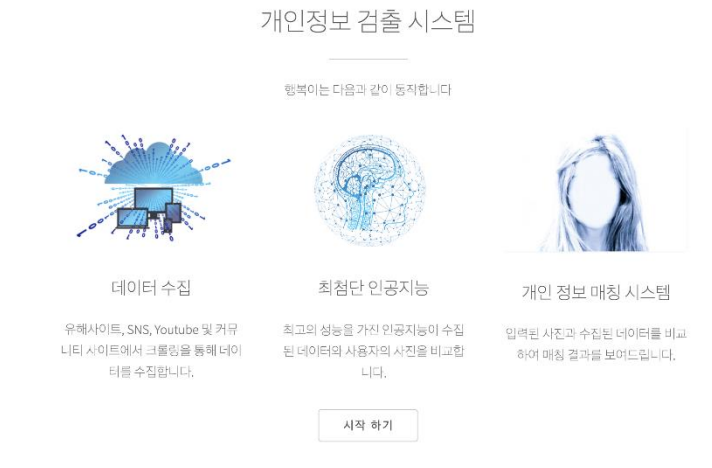 개인정보 검출 시스템
행복이는 다음과 같이 동작합니다
데이터 수집
유해사이트, SNS, Youtube 및 커뮤
니티 사이트에서 크롤링을 통해 데이
터를 수집합니다.
최첨단 인공지능
최고의 성능을 가진 인공지능이 수집
된 데이터와 사용자의 사진을 비교합
니다.
개인 정보 매칭 시스템
입력된 사진과 수집된 데이터를 비교
하여 매칭 결과를 보여드립니다.
시작 하기